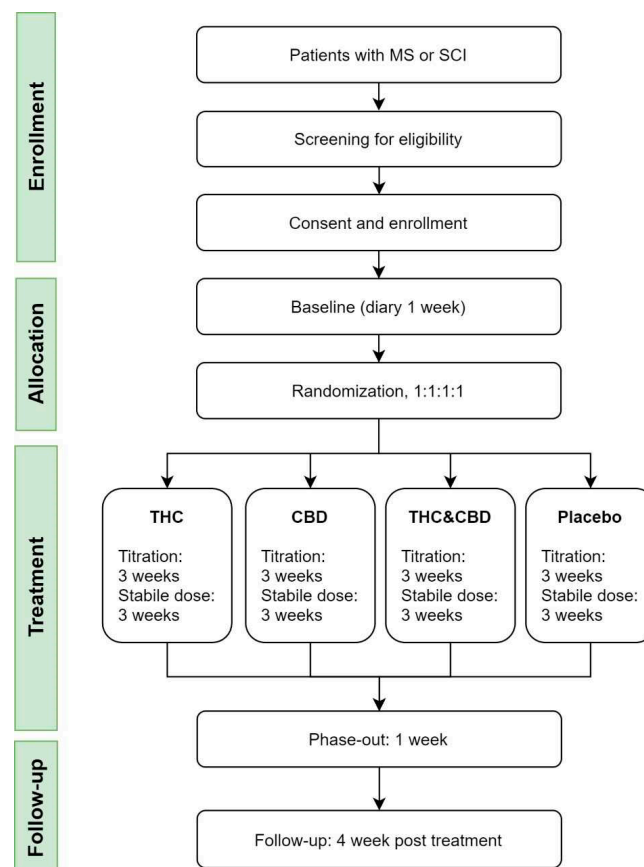 Enrollment
Patients with MS or SCI
Screening for eligibility
Consent and enrollment
Allocation
Baseline (diary 1 week)
Randomization, 1:1:1:1
Treatment
THC
Titration:
3 weeks
Stabile dose:
3 weeks
CBD
Titration:
3 weeks
Stabile dose:
3 weeks
THC&CBD
Titration:
3 weeks
Stabile dose:
3 weeks
Placebo
Titration:
3 weeks
Stabile dose:
3 weeks
Phase-out: 1 week
Follow-up
Follow-up: 4 week post treatment